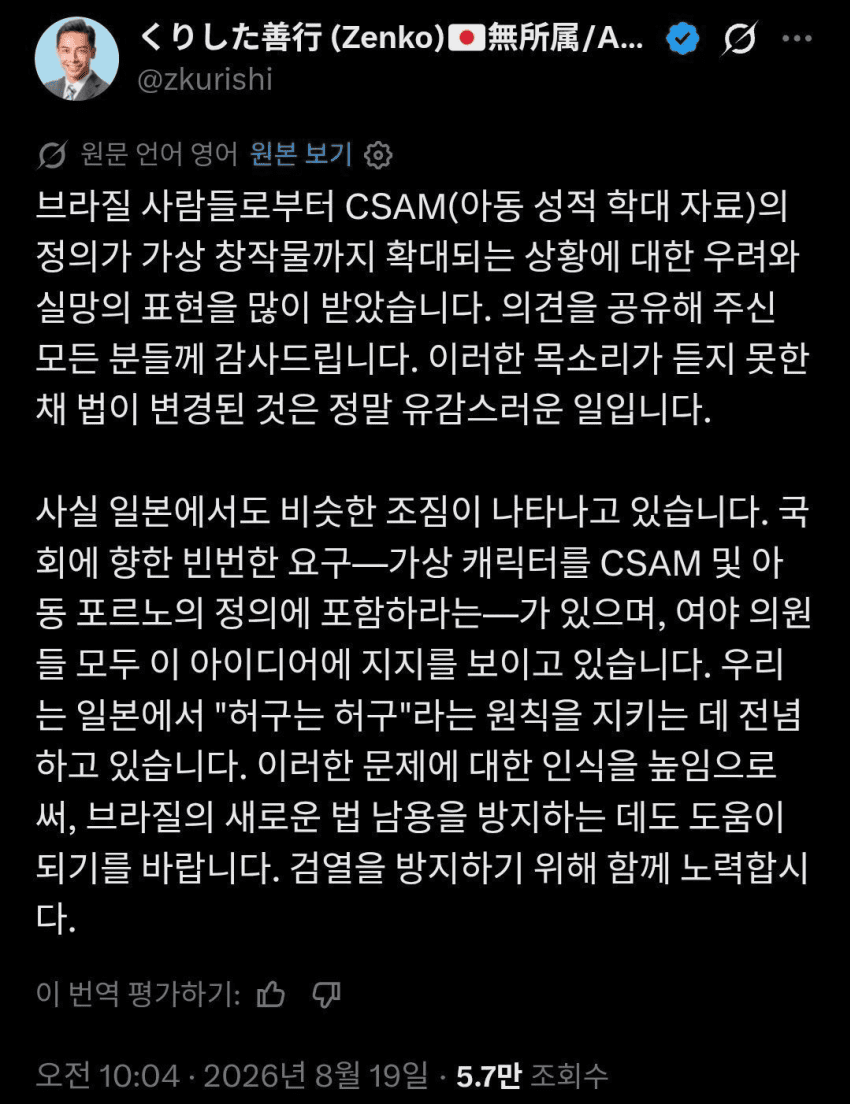 くりした善行 (Zenko)🇯🇵無所属/A...
@zkurishi
원문 언어 영어 원본 보기
브라질 사람들로부터 CSAM(아동 성적 학대 자료)의
정의가 가상 창작물까지 확대되는 상황에 대한 우려와
실망의 표현을 많이 받았습니다. 의견을 공유해 주신
모든 분들께 감사드립니다. 이러한 목소리가 듣지 못한
채 법이 변경된 것은 정말 유감스러운 일입니다.
사실 일본에서도 비슷한 조짐이 나타나고 있습니다. 국
회에 향한 빈번한 요구—가상 캐릭터를 CSAM 및 아
동 포르노의 정의에 포함하라는—가 있으며, 여야 의원
들 모두 이 아이디어에 지지를 보이고 있습니다. 우리
는 일본에서 "허구는 허구"라는 원칙을 지키는 데 전념
하고 있습니다. 이러한 문제에 대한 인식을 높임으로
써, 브라질의 새로운 법 남용을 방지하는 데도 도움이
되기를 바랍니다. 검열을 방지하기 위해 함께 노력합시
다.
이 번역 평가하기:
오전 10:04 · 2026년 8월 19일 · 5.7만 조회수